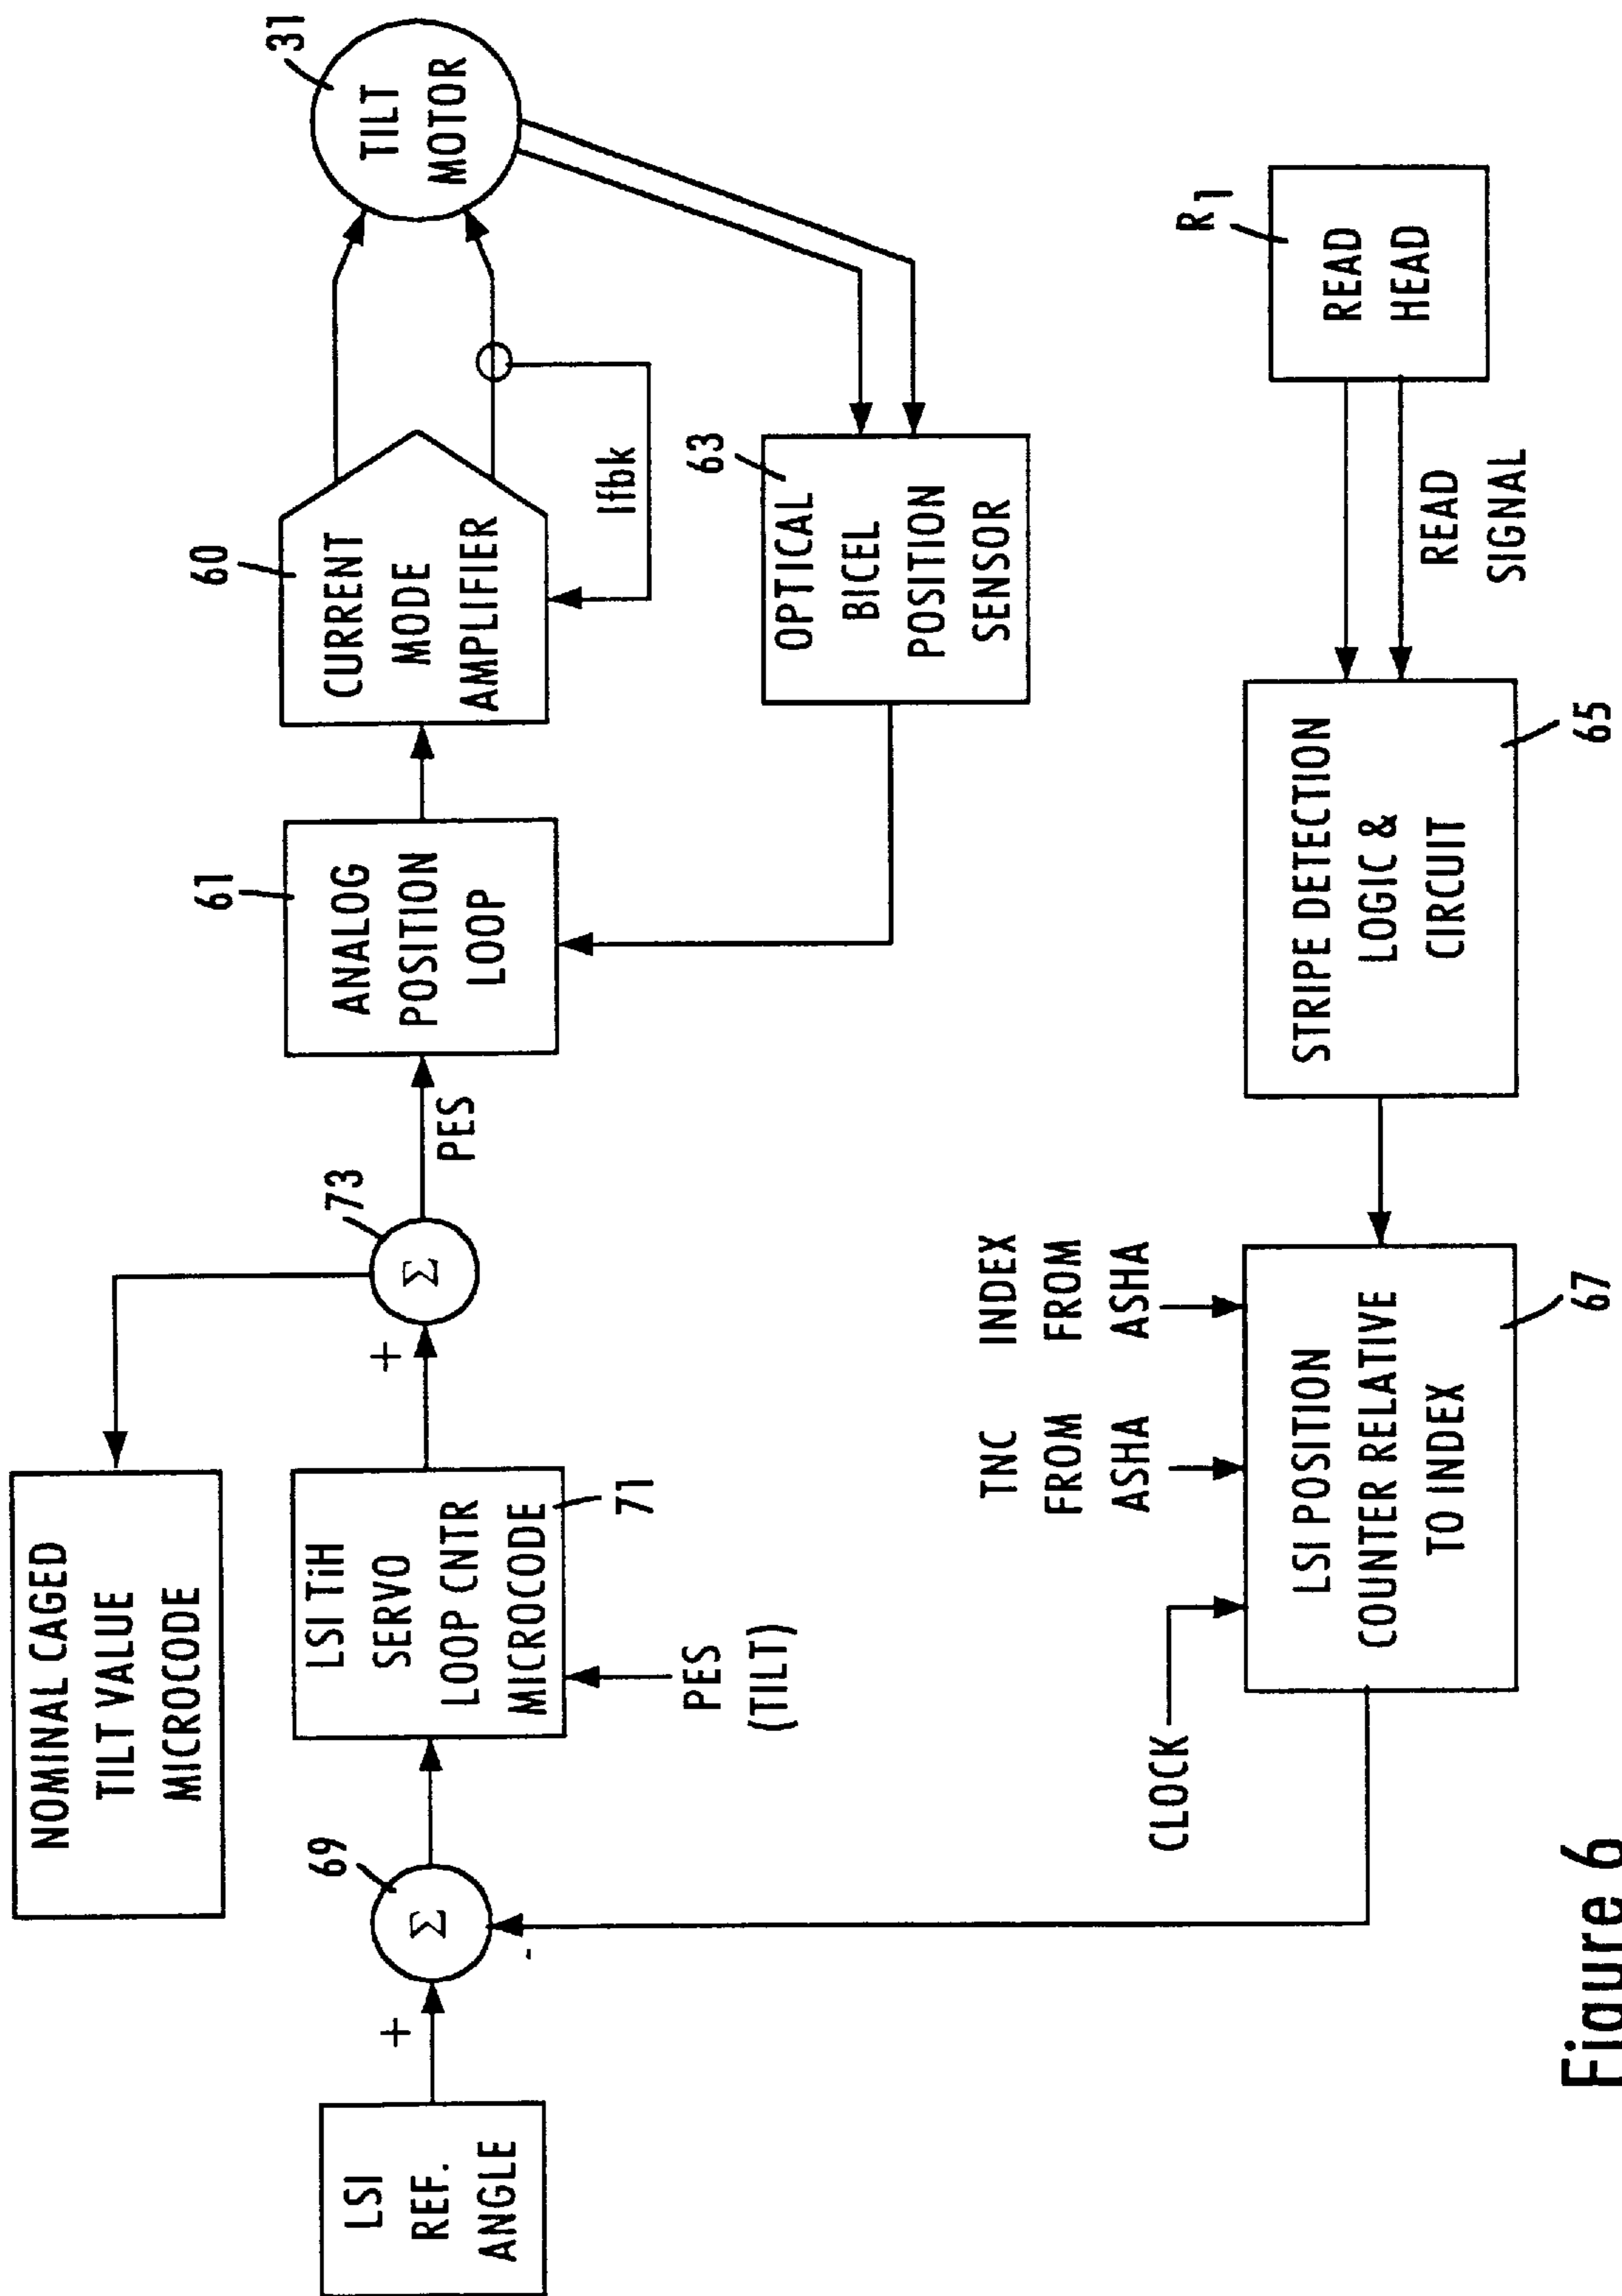 NOMINAL CAGED
TILT VALUE
MICROCODE
LSI
REF.
ANGLE
+
69
Σ
-
LSI TiH
SERVO
LOOP CNTR
MICROCODE
71
PES
(TILT)
+
73
Σ
PES
61
ANALOG
POSITION
LOOP
60
CURRENT
MODE
AMPLIFIER
Ifbk
31
TILT
MOTOR
63
OPTICAL
BICEL
POSITION
SENSOR
CLOCK
TNC
FROM
ASHA
INDEX
FROM
ASHA
LSI POSITION
COUNTER RELATIVE
TO INDEX
67
STRIPE DETECTION
LOGIC &
CIRCUIT
65
READ
SIGNAL
R1
READ
HEAD
Figure 6